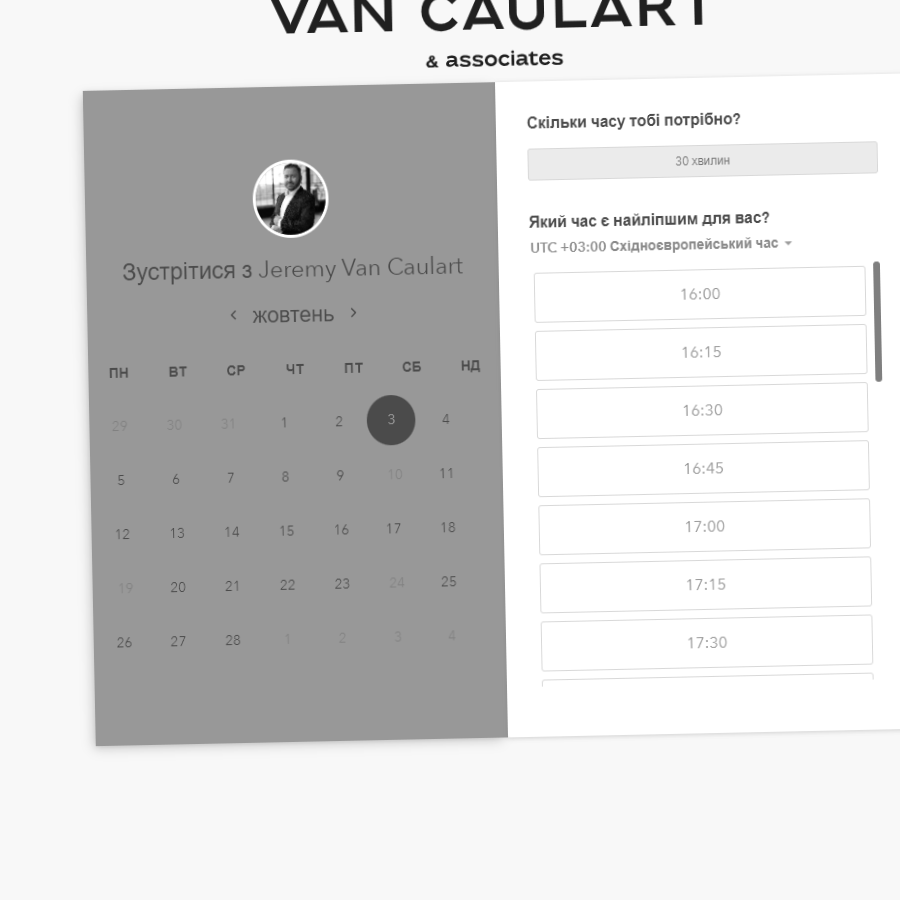 VAN CAULART
& associates
Зустрітися з Jeremy Van Caulart
‹ жовтень ›
ПН ВТ СР ЧТ ПТ СБ НД
29 30 31 1 2 3 4
5 6 7 8 9 10 11
12 13 14 15 16 17 18
19 20 21 22 23 24 25
26 27 28 1 2 3 4
Скільки часу тобі потрібно?
30 хвилин
Який час є найліпшим для вас?
UTC +03:00 Східноєвропейський час
16:00
16:15
16:30
16:45
17:00
17:15
17:30